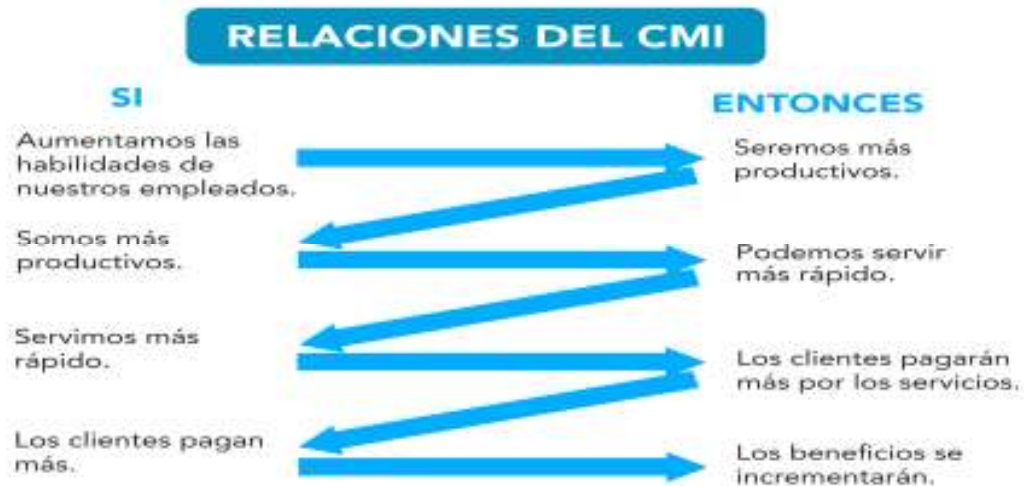 RELACIONES DEL CMI
SI
ENTONCES
Aumentamos las
habilidades de
nuestros empleados.
Seremos más
productivos.
Somos más
productivos.
Podemos servir
más rápido.
Servimos más
rápido.
Los clientes pagarán
más por los servicios.
Los clientes pagan
más.
Los beneficios se
incrementarán.